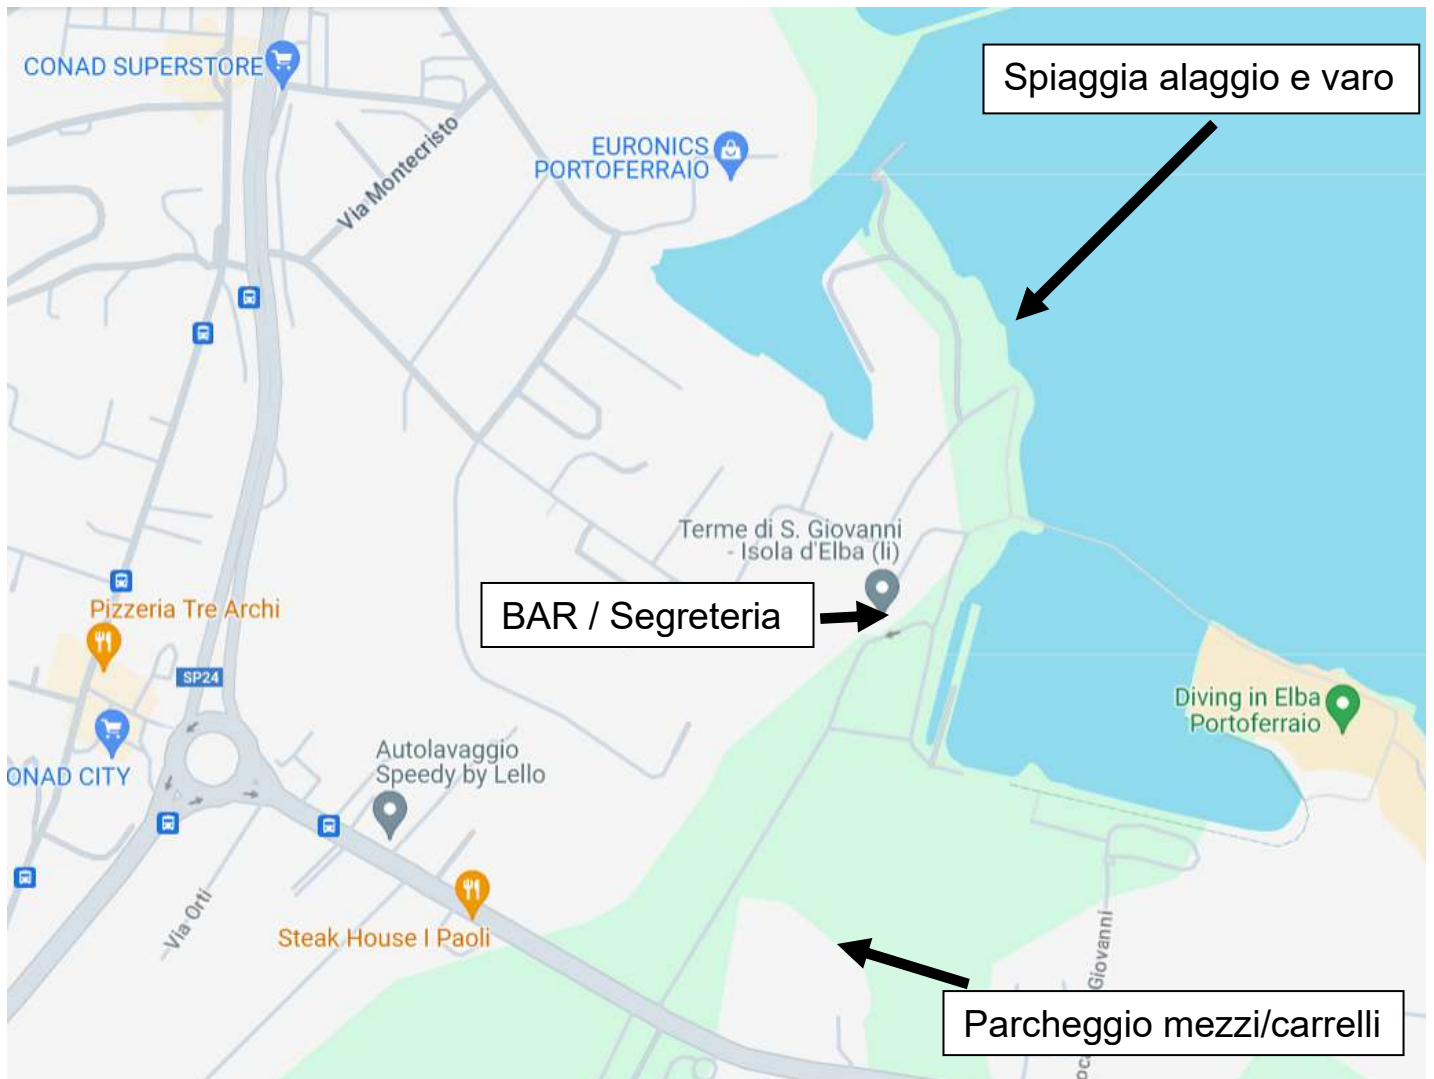 CONAD SUPERSTORE
Spiaggia alaggio e varo
Via Montecristo
EURONICS
PORTOFERRAIO
Terme di S. Giovanni
- Isola d'Elba (li)
BAR / Segreteria
Pizzeria Tre Archi
SP24
Diving in Elba
Portoferraio
ONAD CITY
Autolavaggio
Speedy by Lello
Via Orti
Steak House I Paoli
Giovanni
Parcheggio mezzi/carrelli